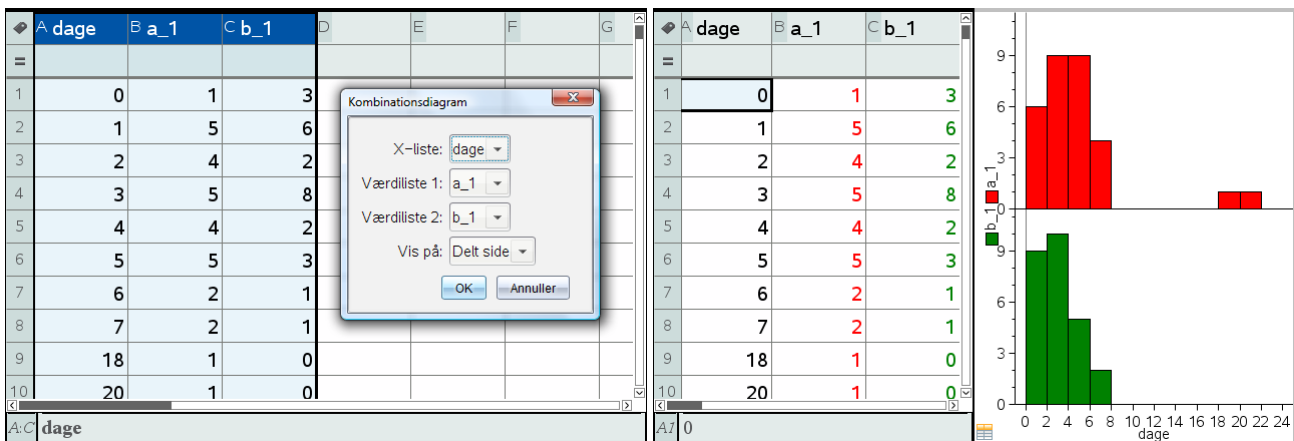 A dage B a_1 C b_1 D E F G
=
1 0 1 3
2 1 5 6
3 2 4 2
4 3 5 8
5 4 4 2
6 5 5 3
7 6 2 1
8 7 2 1
9 18 1 0
10 20 1 0
A:C dage
Kombinationsdiagram
X-liste: dage
Værdiliste 1: a_1
Værdiliste 2: b_1
Vis på: Delt side
OK Annuller
A dage B a_1 C b_1
=
1 0 1 3
2 1 5 6
3 2 4 2
4 3 5 8
5 4 4 2
6 5 5 3
7 6 2 1
8 7 2 1
9 18 1 0
10 20 1 0
A1 0
9
6
3
0
a_1
9
6
3
0
b_1
0 2 4 6 8 10 12 14 16 18 20 22 24
dage